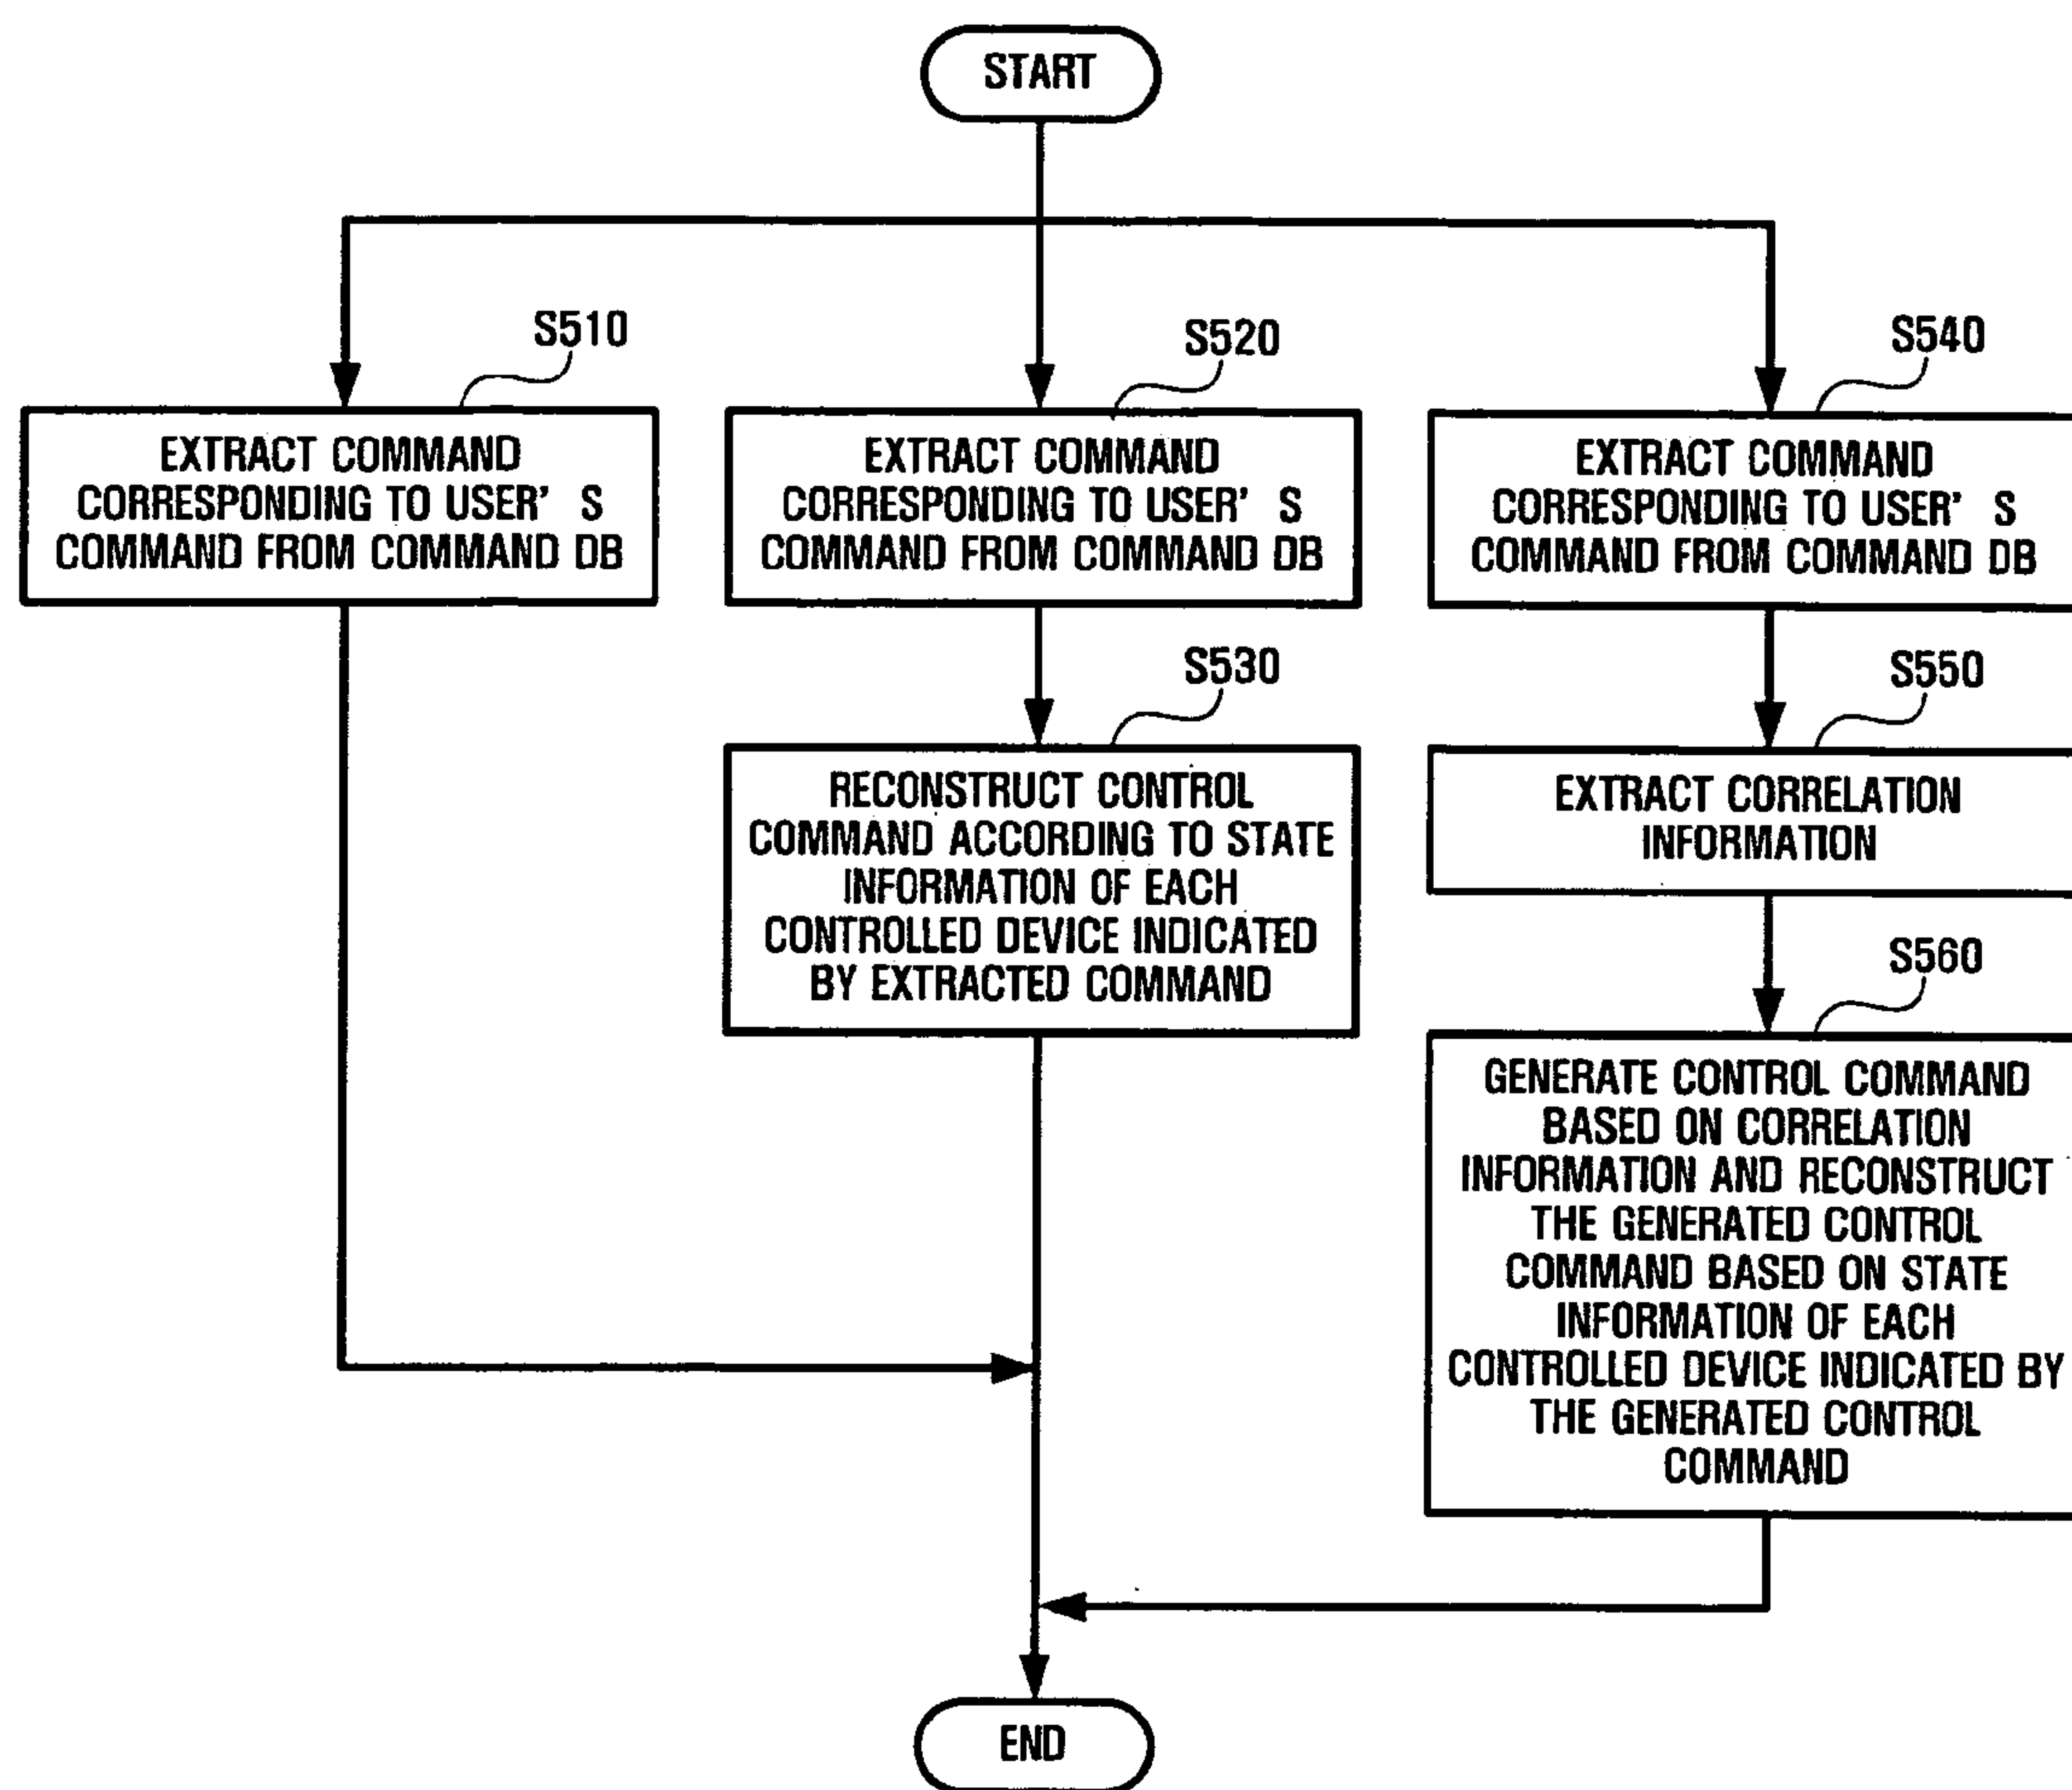 START
S510
EXTRACT COMMAND
CORRESPONDING TO USER' S
COMMAND FROM COMMAND DB
S520
EXTRACT COMMAND
CORRESPONDING TO USER' S
COMMAND FROM COMMAND DB
S530
RECONSTRUCT CONTROL
COMMAND ACCORDING TO STATE
INFORMATION OF EACH
CONTROLLED DEVICE INDICATED
BY EXTRACTED COMMAND
S540
EXTRACT COMMAND
CORRESPONDING TO USER' S
COMMAND FROM COMMAND DB
S550
EXTRACT CORRELATION
INFORMATION
S560
GENERATE CONTROL COMMAND
BASED ON CORRELATION
INFORMATION AND RECONSTRUCT
THE GENERATED CONTROL
COMMAND BASED ON STATE
INFORMATION OF EACH
CONTROLLED DEVICE INDICATED BY
THE GENERATED CONTROL
COMMAND
END